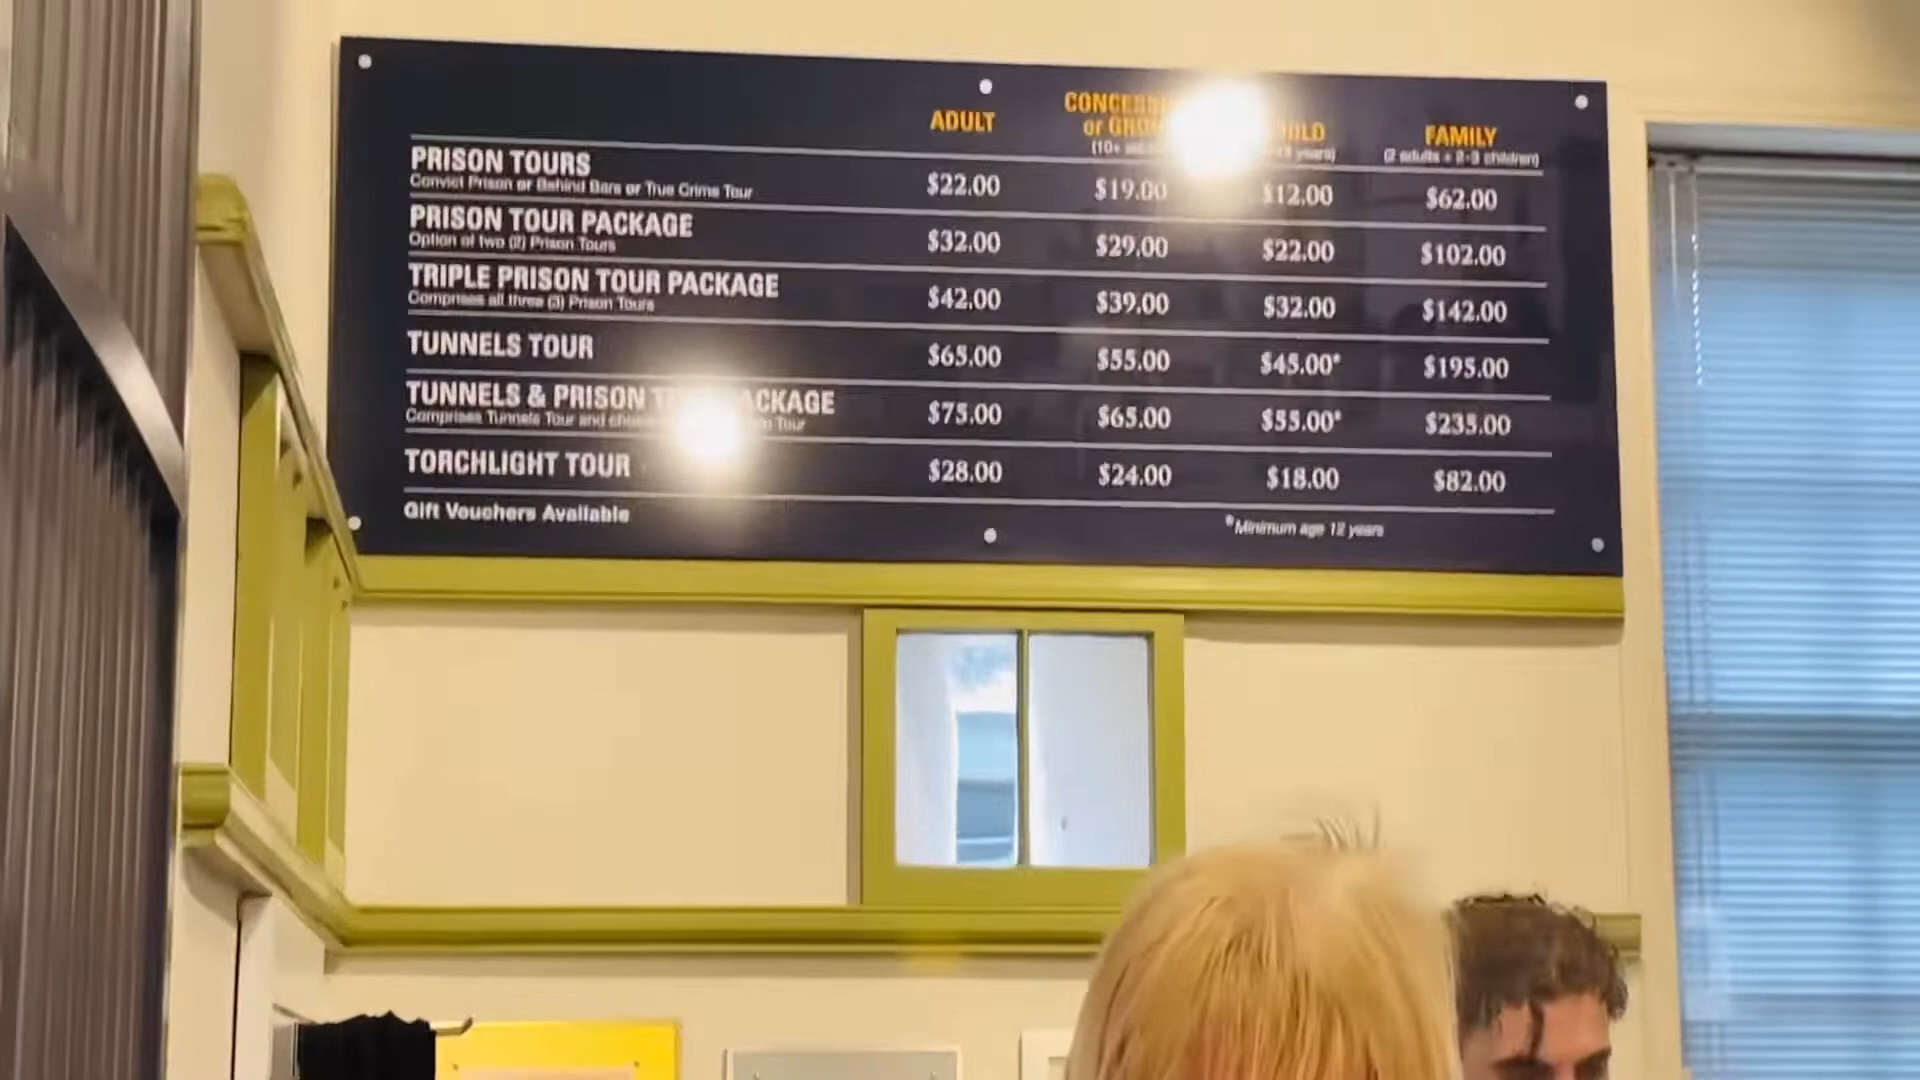 ADULT
or
CHILD
FAMILY
(10+
years)
(2 adults + 2-3 children)
PRISON TOURS
Convict Prison or Behind Bars or True Crime Tour
$22.00 $19.00 $12.00 $62.00
PRISON TOUR PACKAGE
Option of two (2) Prison Tours
$32.00 $29.00 $22.00 $102.00
TRIPLE PRISON TOUR PACKAGE
Comprises all three (3) Prison Tours
$42.00 $39.00 $32.00 $142.00
TUNNELS TOUR $65.00 $55.00 $45.00* $195.00
TUNNELS & PRISON TOUR PACKAGE
Comprises Tunnels Tour and Tour
$75.00 $65.00 $55.00* $235.00
TORCHLIGHT TOUR $28.00 $24.00 $18.00 $82.00
Gift Vouchers Available
*Minimum age 12 years